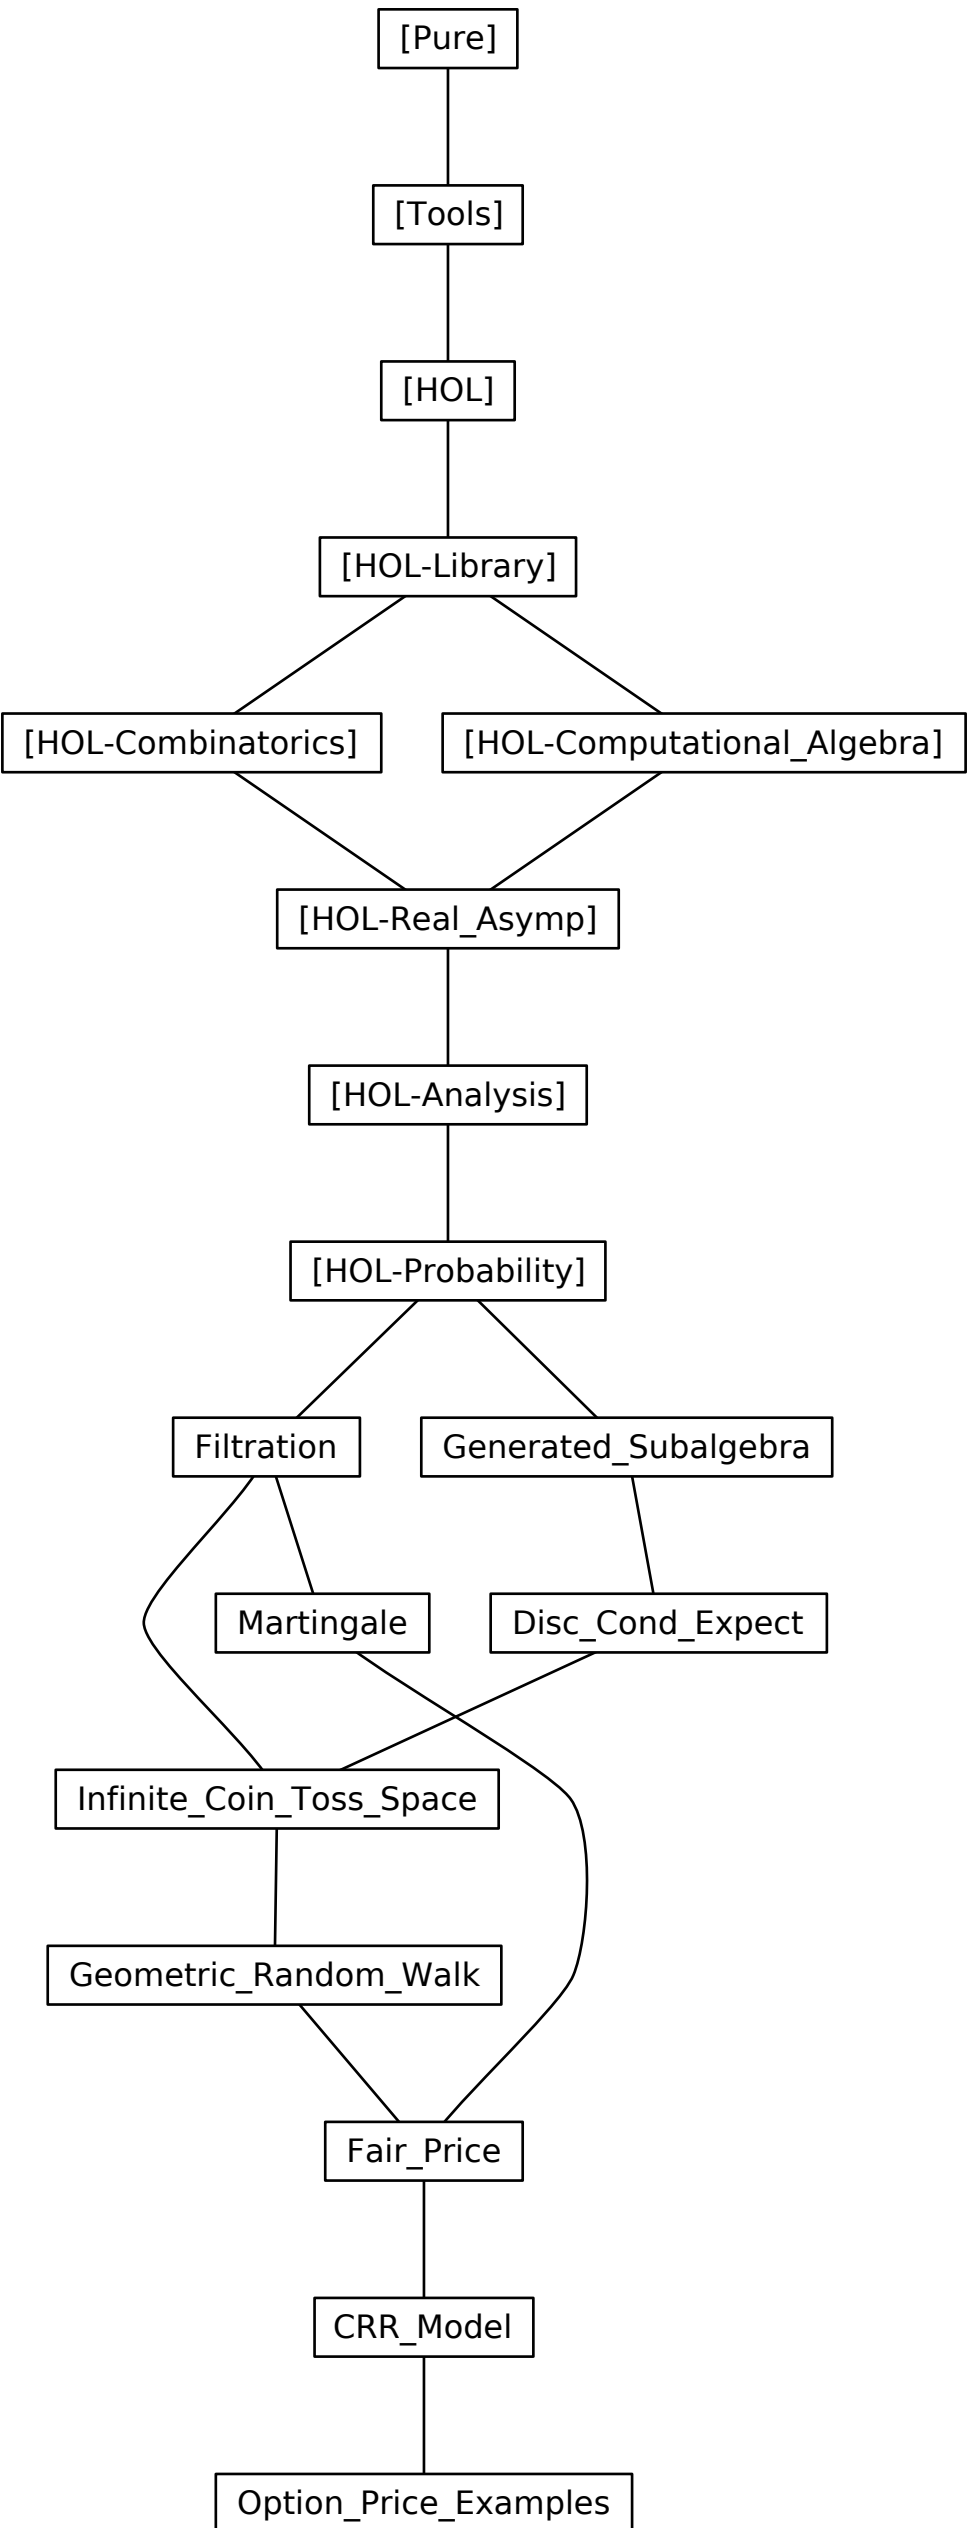 [Pure]
[Tools]
[HOL]
[HOL-Library]
[HOL-Combinatorics]
[HOL-Computational_Algebra]
[HOL-Real_Asymp]
[HOL-Analysis]
[HOL-Probability]
Filtration
Generated_Subalgebra
Martingale
Disc_Cond_Expect
Infinite_Coin_Toss_Space
Geometric_Random_Walk
Fair_Price
CRR_Model
Option_Price_Examples